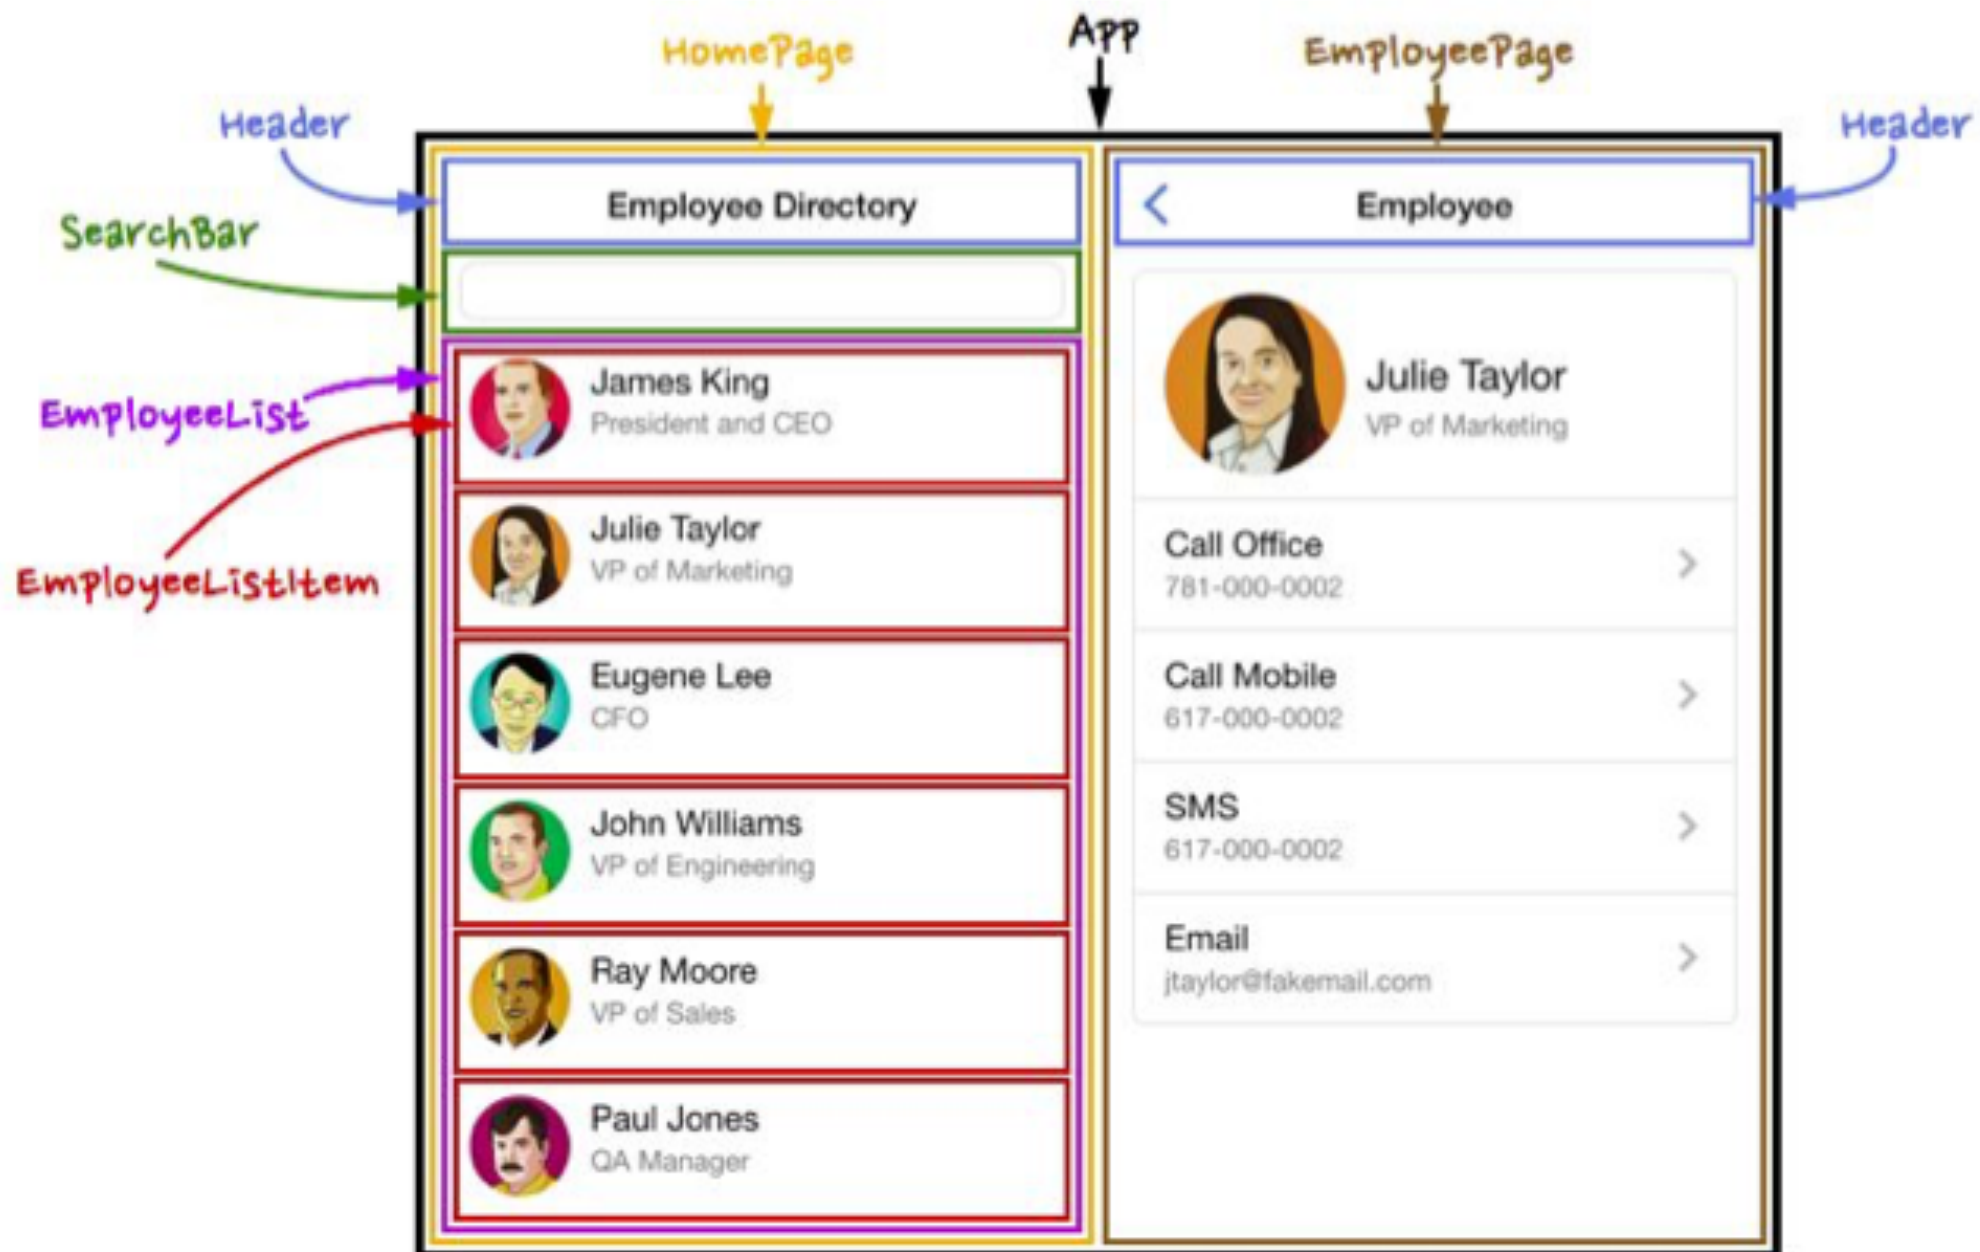 App
HomePage
EmployeePage
Header
Header
SearchBar
EmployeeList
EmployeeListItem
Employee Directory
James King
President and CEO
Julie Taylor
VP of Marketing
Eugene Lee
CFO
John Williams
VP of Engineering
Ray Moore
VP of Sales
Paul Jones
QA Manager
Employee
Julie Taylor
VP of Marketing
Call Office
781-000-0002
Call Mobile
617-000-0002
SMS
617-000-0002
Email
jtaylor@fakemail.com